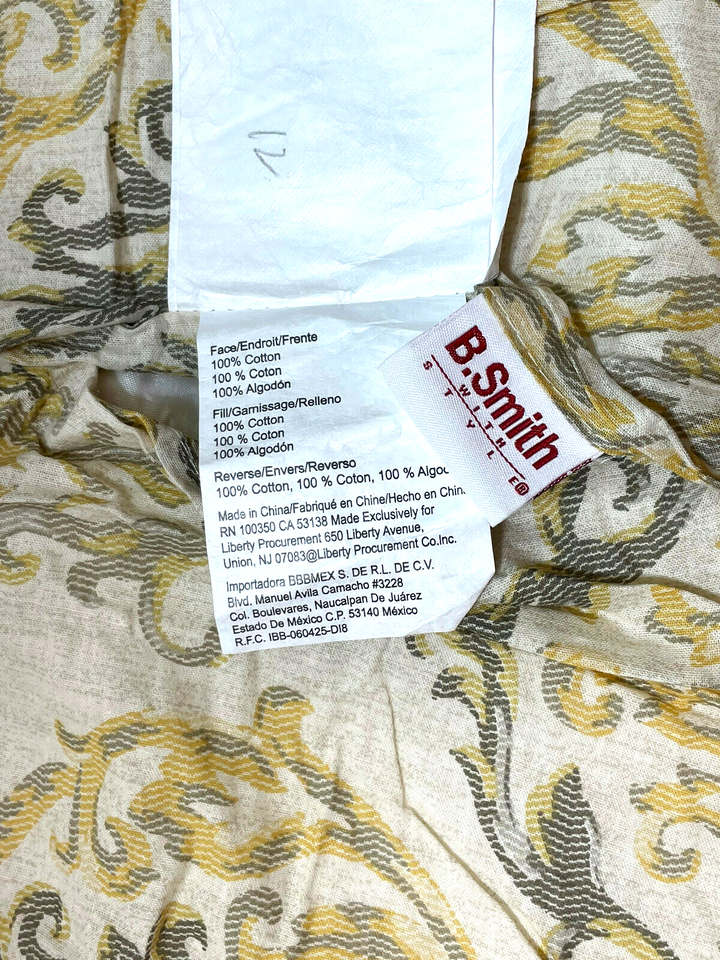 12
Face/Endroit/Frente
100% Cotton
100 % Coton
100% Algodón
Fill/Garnissage/Relleno
100% Cotton
100 % Coton
100% Algodón
Reverse/Envers/Reverso
100% Cotton, 100 % Coton, 100 % Algod
Made in China/Fabriqué en Chine/Hecho en Chin
RN 100350 CA 53138 Made Exclusively for
Liberty Procurement 650 Liberty Avenue,
Union, NJ 07083@Liberty Procurement Co.Inc.
Importadora BBBMEX S. DE R.L. DE C.V.
Blvd. Manuel Avila Camacho #3228
Col. Boulevares, Naucalpan De Juárez
Estado De México C.P. 53140 México
R.F.C. IBB-060425-DI8
B.Smith
WITH
STYLE®